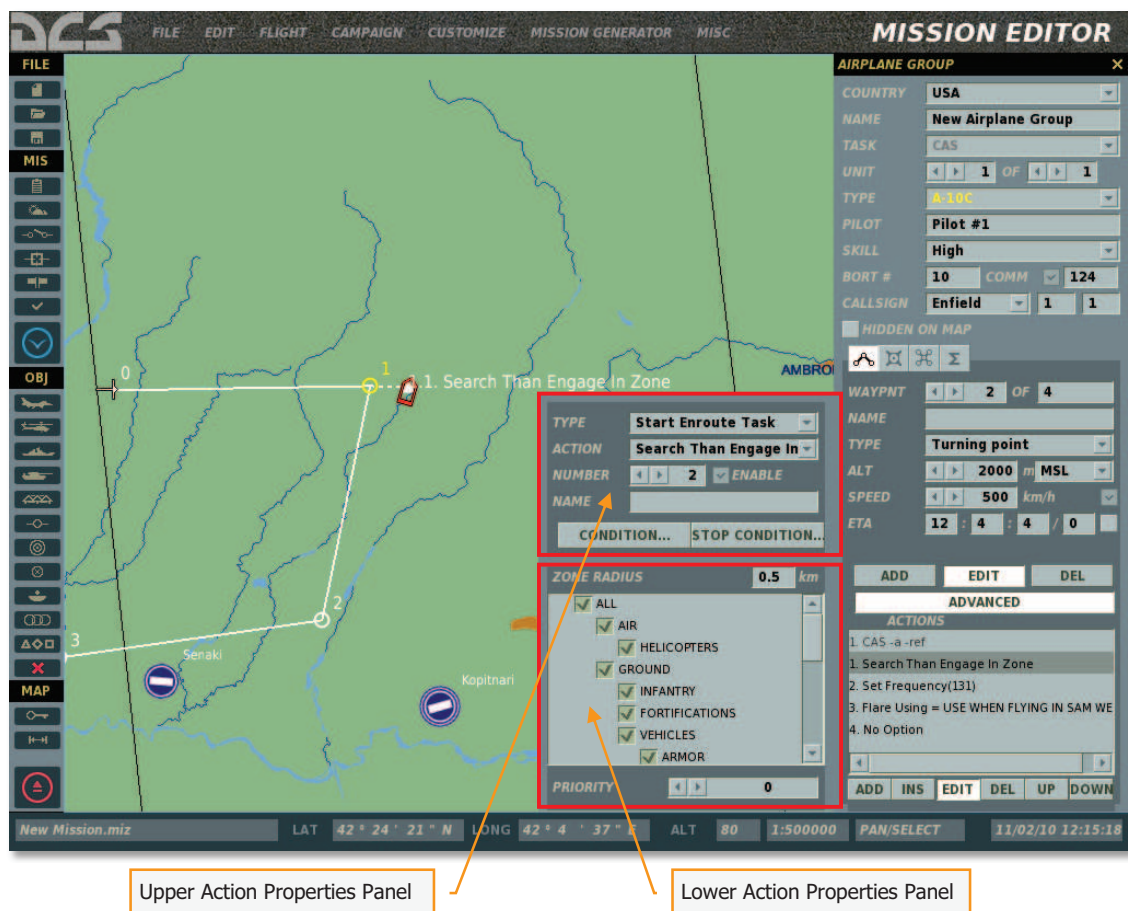 DCS FILE EDIT FLIGHT CAMPAIGN CUSTOMIZE MISSION GENERATOR MISC MISSION EDITOR
FILE
MIS
OBJ
MAP
0
1
1. Search Than Engage In Zone
AMBRO
2
3
Senaki
Kopitnari
TYPE Start Enroute Task
ACTION Search Than Engage In
NUMBER 2 ENABLE
NAME
CONDITION... STOP CONDITION...
ZONE RADIUS 0.5 km
ALL
AIR
HELICOPTERS
GROUND
INFANTRY
FORTIFICATIONS
VEHICLES
ARMOR
PRIORITY 0
AIRPLANE GROUP X
COUNTRY USA
NAME New Airplane Group
TASK CAS
UNIT 1 OF 1
TYPE A-10C
PILOT Pilot #1
SKILL High
BORT # 10 COMM 124
CALLSIGN Enfield 1 1
HIDDEN ON MAP
Σ
WAYPNT 2 OF 4
NAME
TYPE Turning point
ALT 2000 m MSL
SPEED 500 km/h
ETA 12 : 4 : 4 / 0
ADD EDIT DEL
ADVANCED
ACTIONS
1. CAS -a -ref
1. Search Than Engage In Zone
2. Set Frequency(131)
3. Flare Using = USE WHEN FLYING IN SAM WE
4. No Option
ADD INS EDIT DEL UP DOWN
New Mission.miz LAT 42 ° 24 ' 21 " N LONG 42 ° 4 ' 37 " E ALT 80 1:500000 PAN/SELECT 11/02/10 12:15:18
Upper Action Properties Panel
Lower Action Properties Panel